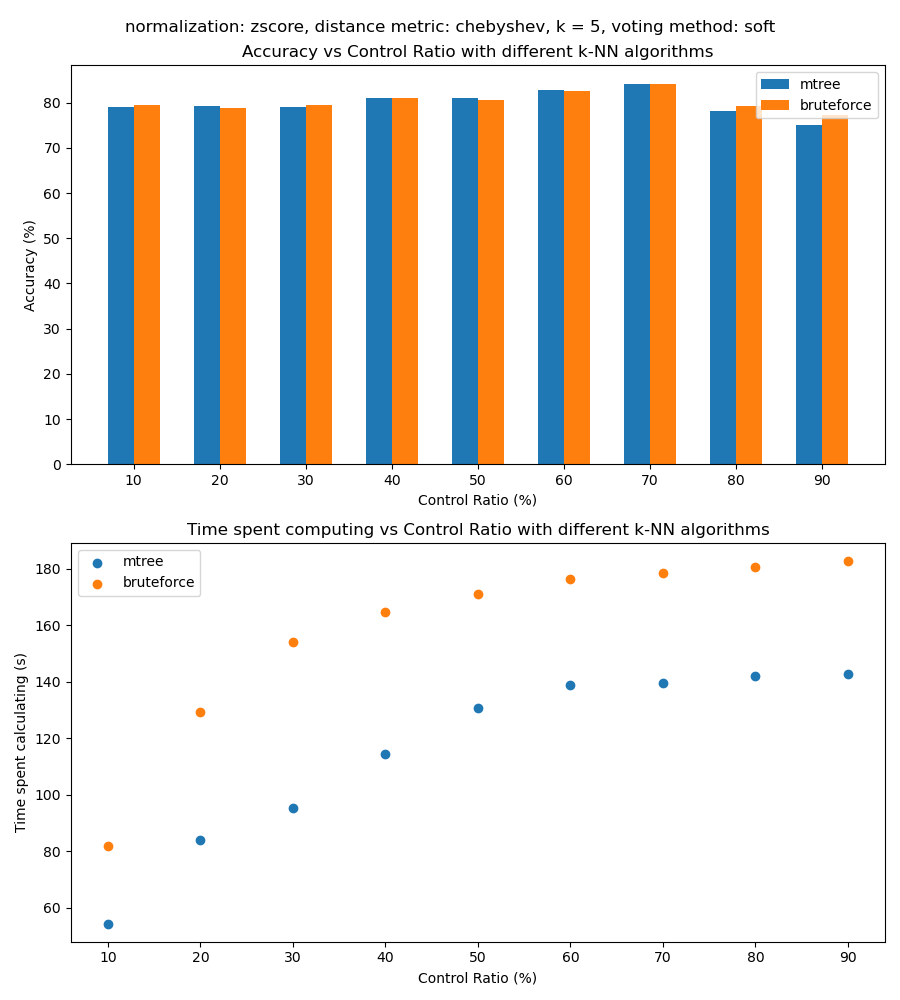 normalization: zscore, distance metric: chebyshev, k = 5, voting method: soft
Accuracy vs Control Ratio with different k-NN algorithms
mtree
bruteforce
80
70
60
50
40
30
20
10
0
Accuracy (%)
10 20 30 40 50 60 70 80 90
Control Ratio (%)
Time spent computing vs Control Ratio with different k-NN algorithms
mtree
bruteforce
180
160
140
120
100
80
60
Time spent calculating (s)
10 20 30 40 50 60 70 80 90
Control Ratio (%)